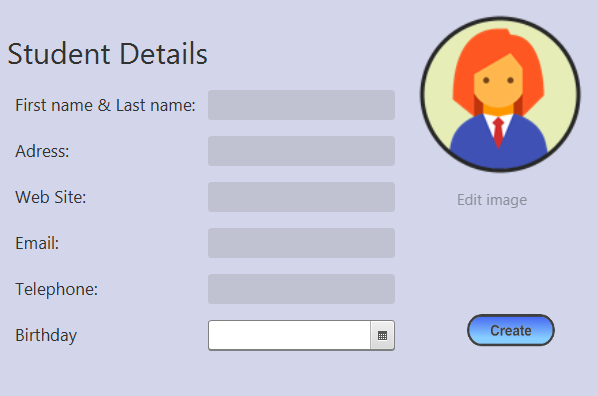 Student Details
First name & Last name:
Adress:
Web Site:
Edit image
Email:
Telephone:
Birthday
Create